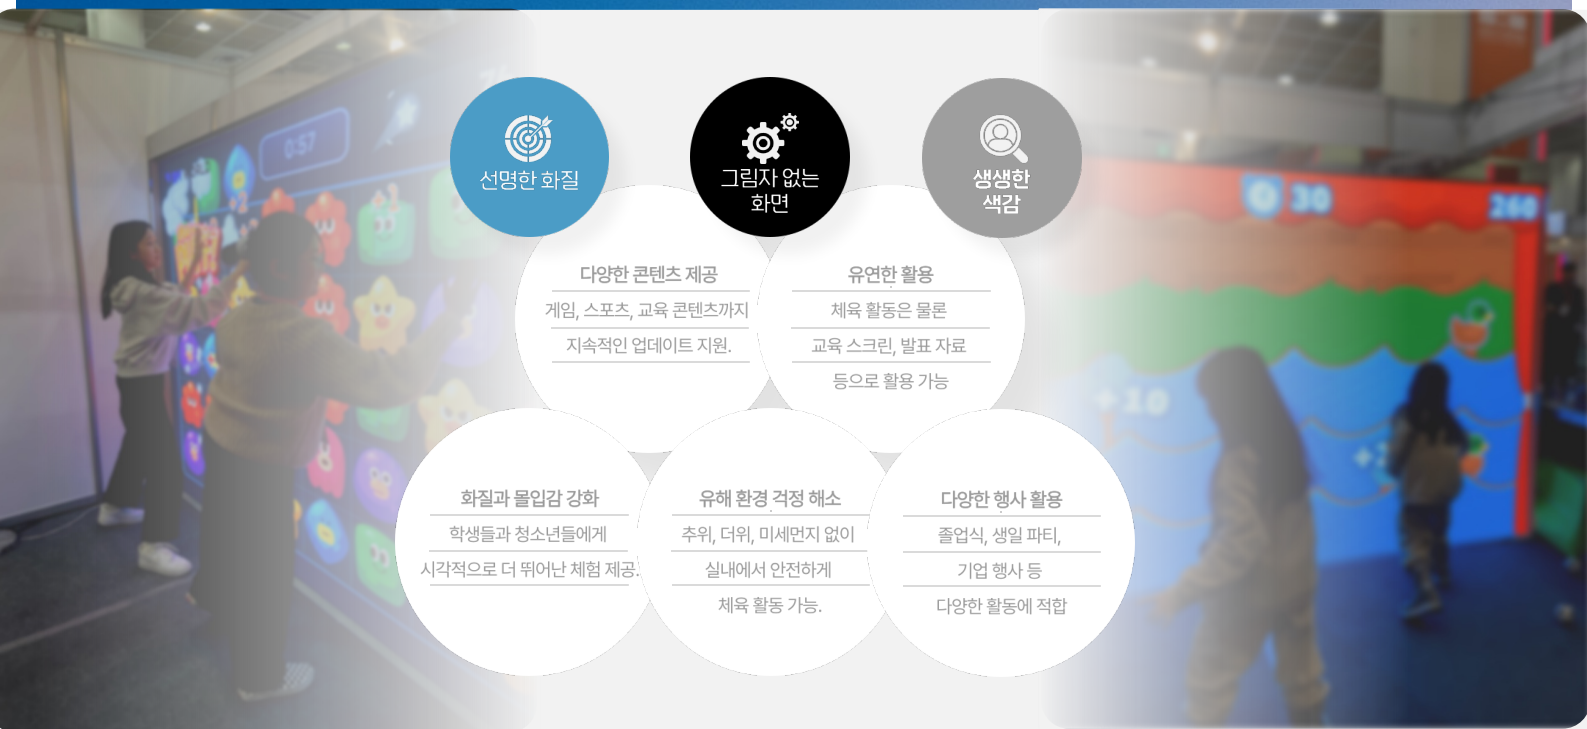 선명한 화질
그림자 없는
화면
생생한
색감
다양한 콘텐츠 제공
게임, 스포츠, 교육 콘텐츠까지
지속적인 업데이트 지원.
유연한 활용
체육 활동은 물론
교육 스크린, 발표 자료
등으로 활용 가능
화질과 몰입감 강화
학생들과 청소년들에게
시각적으로 더 뛰어난 체험 제공.
유해 환경 걱정 해소
추위, 더위, 미세먼지 없이
실내에서 안전하게
체육 활동 가능.
다양한 행사 활용
졸업식, 생일 파티,
기업 행사 등
다양한 활동에 적합
0:57
30
260
+10